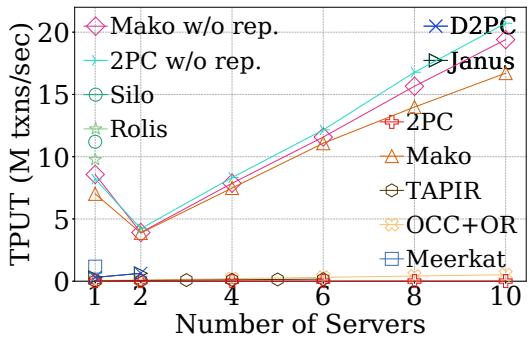 TPUT (M txns/sec)
20
15
10
5
0
Mako w/o rep.
2PC w/o rep.
Silo
Rolis
D2PC
Janus
2PC
Mako
TAPIR
OCC+OR
Meerkat
1 2 4 6 8 10
Number of Servers